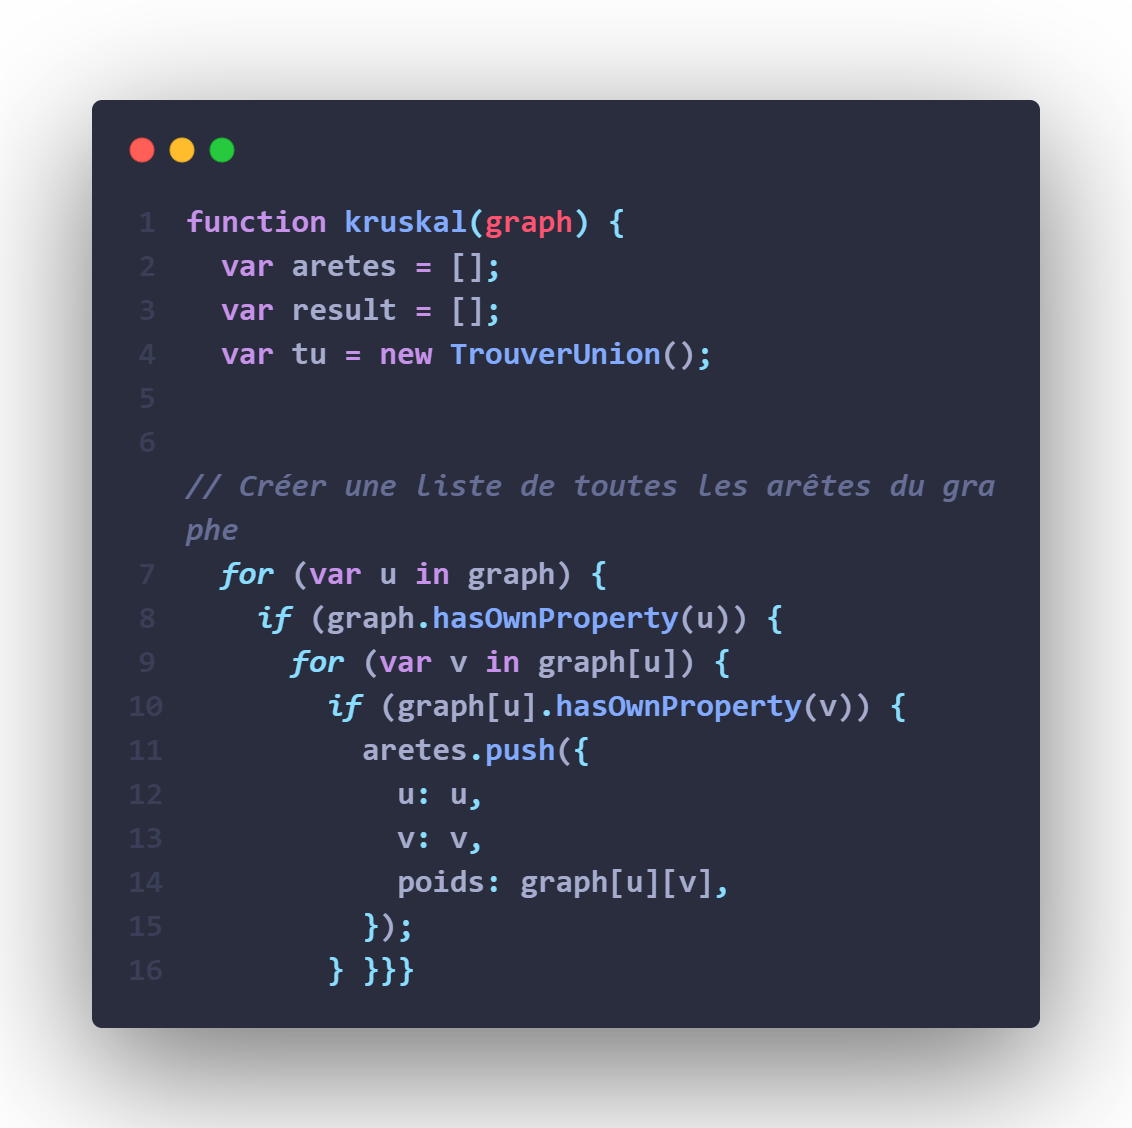 1 function kruskal(graph) {
2   var aretes = [];
3   var result = [];
4   var tu = new TrouverUnion();
5
6
// Créer une liste de toutes les arêtes du gra
phe
7   for (var u in graph) {
8     if (graph.hasOwnProperty(u)) {
9       for (var v in graph[u]) {
10         if (graph[u].hasOwnProperty(v)) {
11           aretes.push({
12             u: u,
13             v: v,
14             poids: graph[u][v],
15           });
16         } }}}